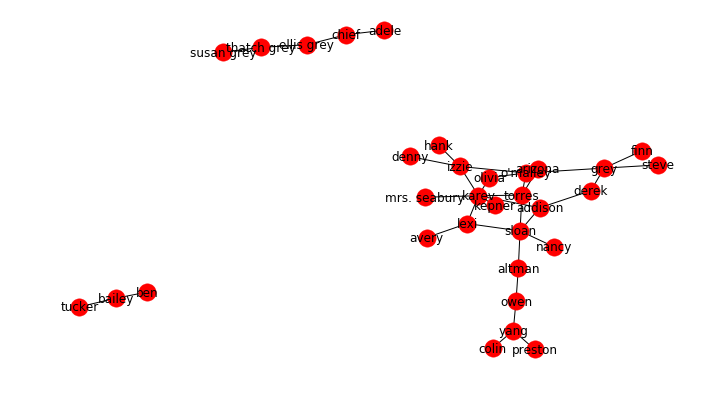 adele
chief
ellis grey
thatch grey
susan grey
hank
denny
izzie
finn
steve
grey
arizona
o'malley
olivia
derek
mrs. seabury
karev
torres
kepner
addison
lexi
sloan
avery
nancy
altman
owen
yang
colin
preston
ben
bailey
tucker